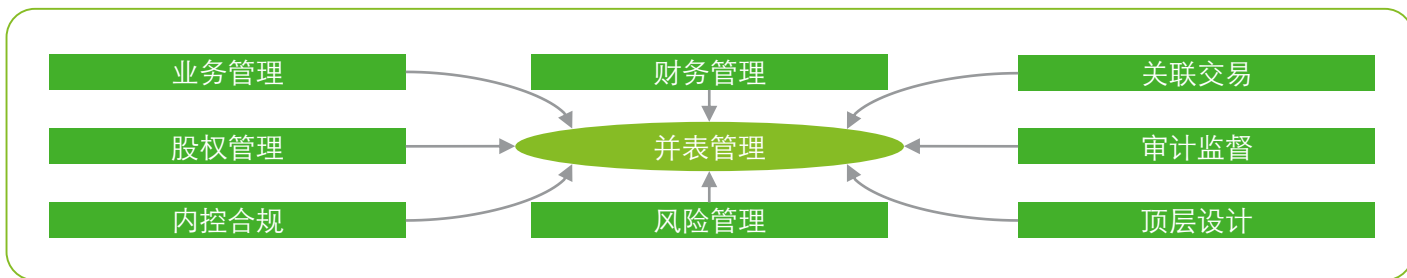 业务管理
财务管理
关联交易
股权管理
并表管理
审计监督
内控合规
风险管理
顶层设计